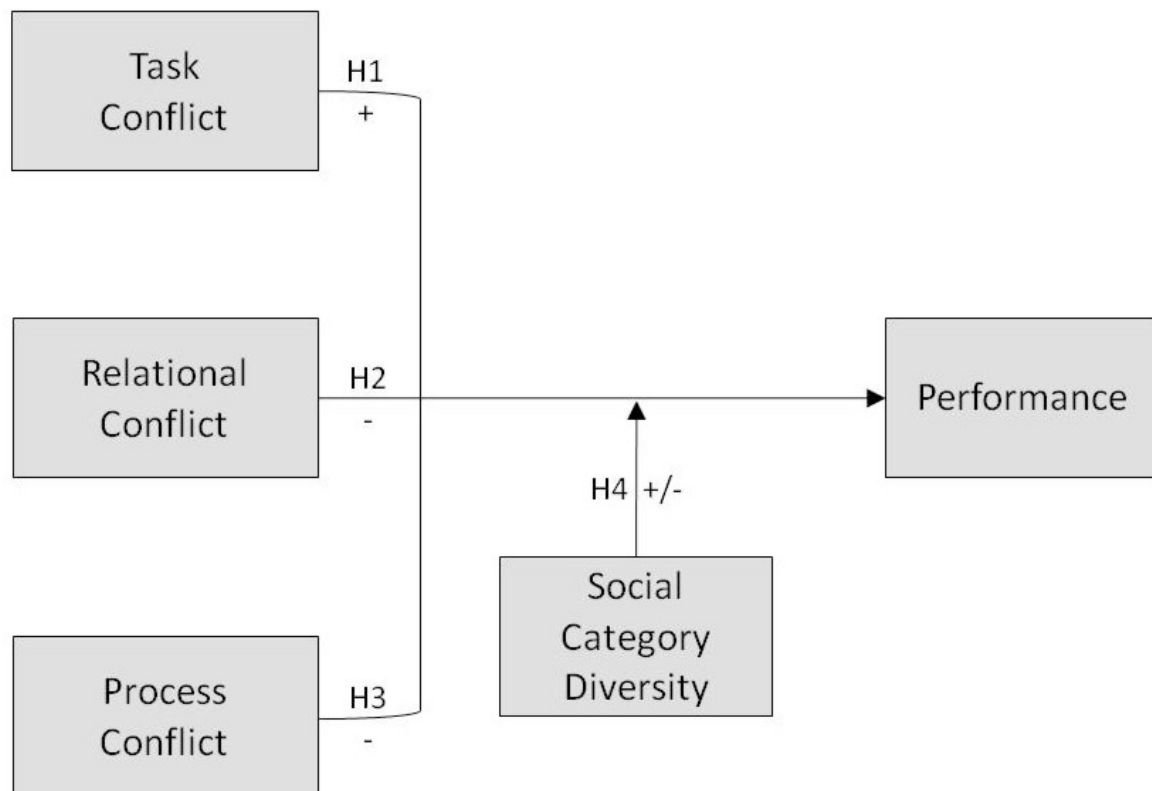 Task
Conflict
H1
+
Relational
Conflict
H2
-
Performance
H4 +/-
Social
Category
Diversity
Process
Conflict
H3
-